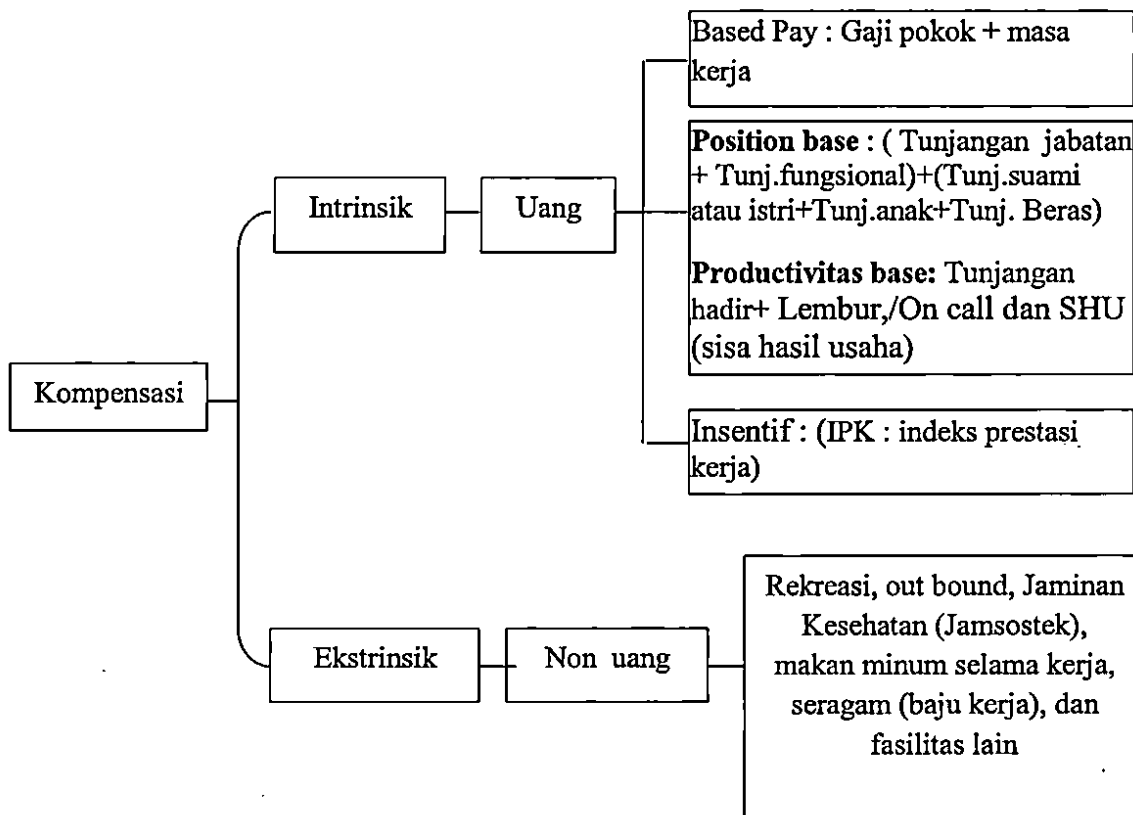 Based Pay : Gaji pokok + masa
kerja
Position base : ( Tunjangan jabatan
+ Tunj.fungsional)+(Tunj.suami
atau istri+Tunj.anak+Tunj. Beras)
Productivitas base: Tunjangan
hadir+ Lembur,/On call dan SHU
(sisa hasil usaha)
Intrinsik
Uang
Kompensasi
Insentif : (IPK : indeks prestasi
kerja)
Ekstrinsik
Non uang
Rekreasi, out bound, Jaminan
Kesehatan (Jamsostek),
makan minum selama kerja,
seragam (baju kerja), dan
fasilitas lain